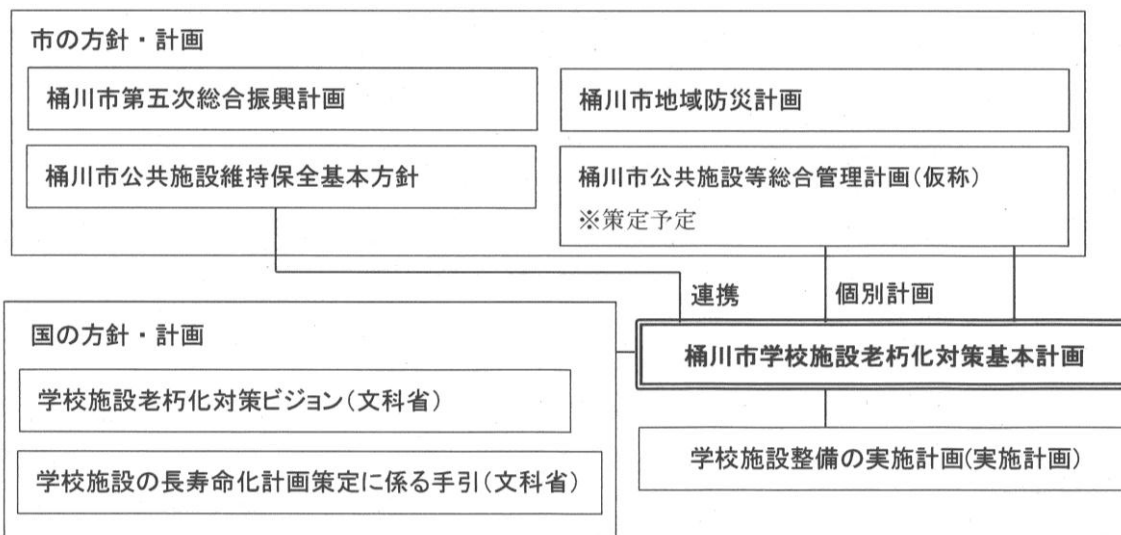 市の方針・計画
桶川市第五次総合振興計画
桶川市地域防災計画
桶川市公共施設維持保全基本方針
桶川市公共施設等総合管理計画(仮称)
※策定予定
連携
個別計画
国の方針・計画
桶川市学校施設老朽化対策基本計画
学校施設老朽化対策ビジョン(文科省)
学校施設整備の実施計画(実施計画)
学校施設の長寿命化計画策定に係る手引(文科省)